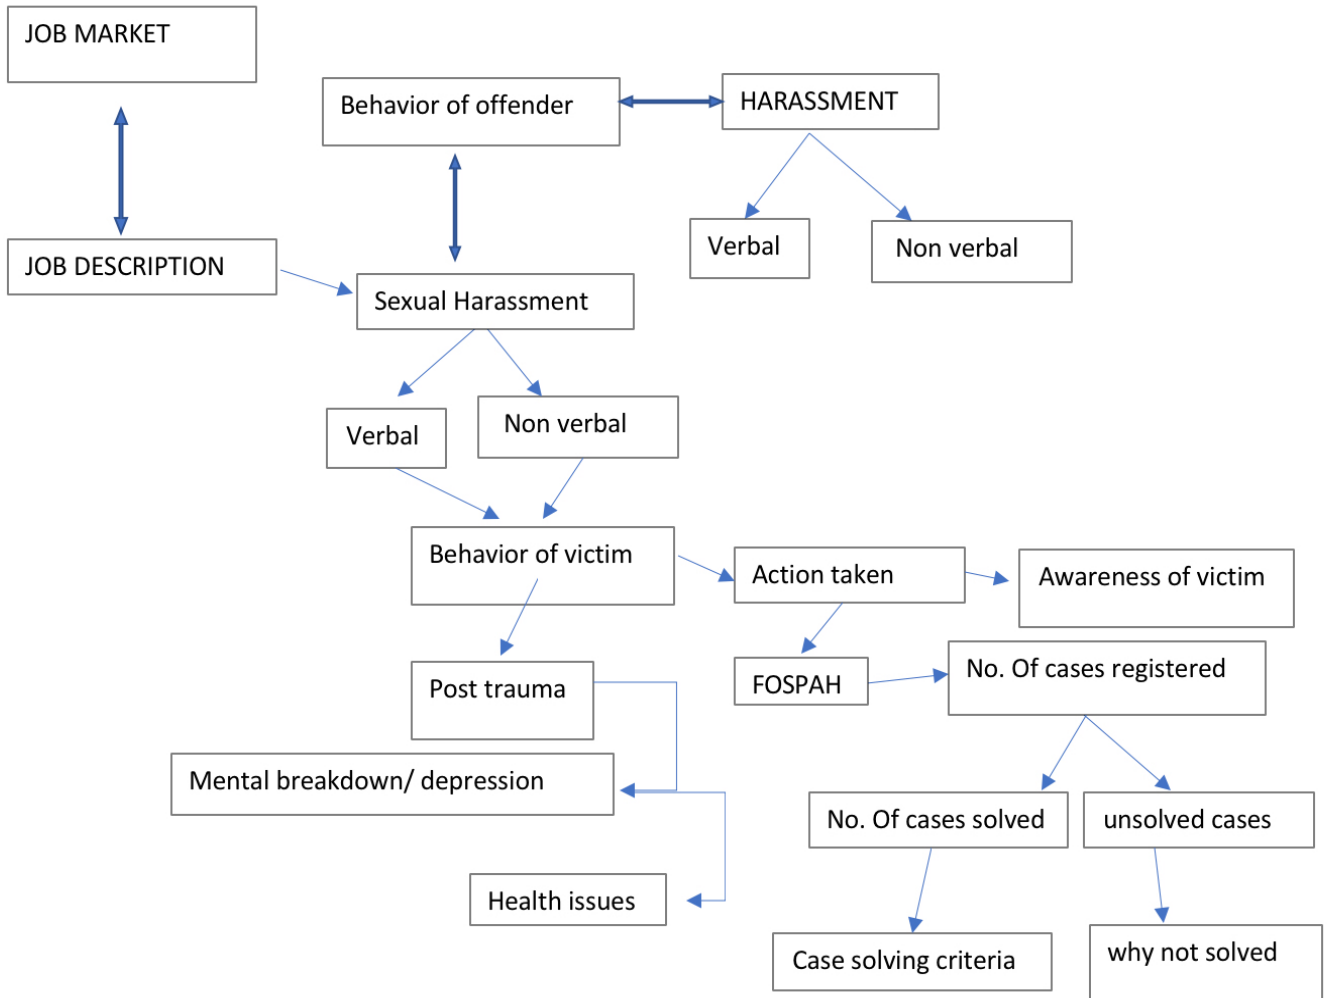 JOB MARKET
Behavior of offender
HARASSMENT
Verbal
Non verbal
JOB DESCRIPTION
Sexual Harassment
Verbal
Non verbal
Behavior of victim
Action taken
Awareness of victim
Post trauma
FOSPAH
No. Of cases registered
Mental breakdown/ depression
No. Of cases solved
unsolved cases
Health issues
Case solving criteria
why not solved